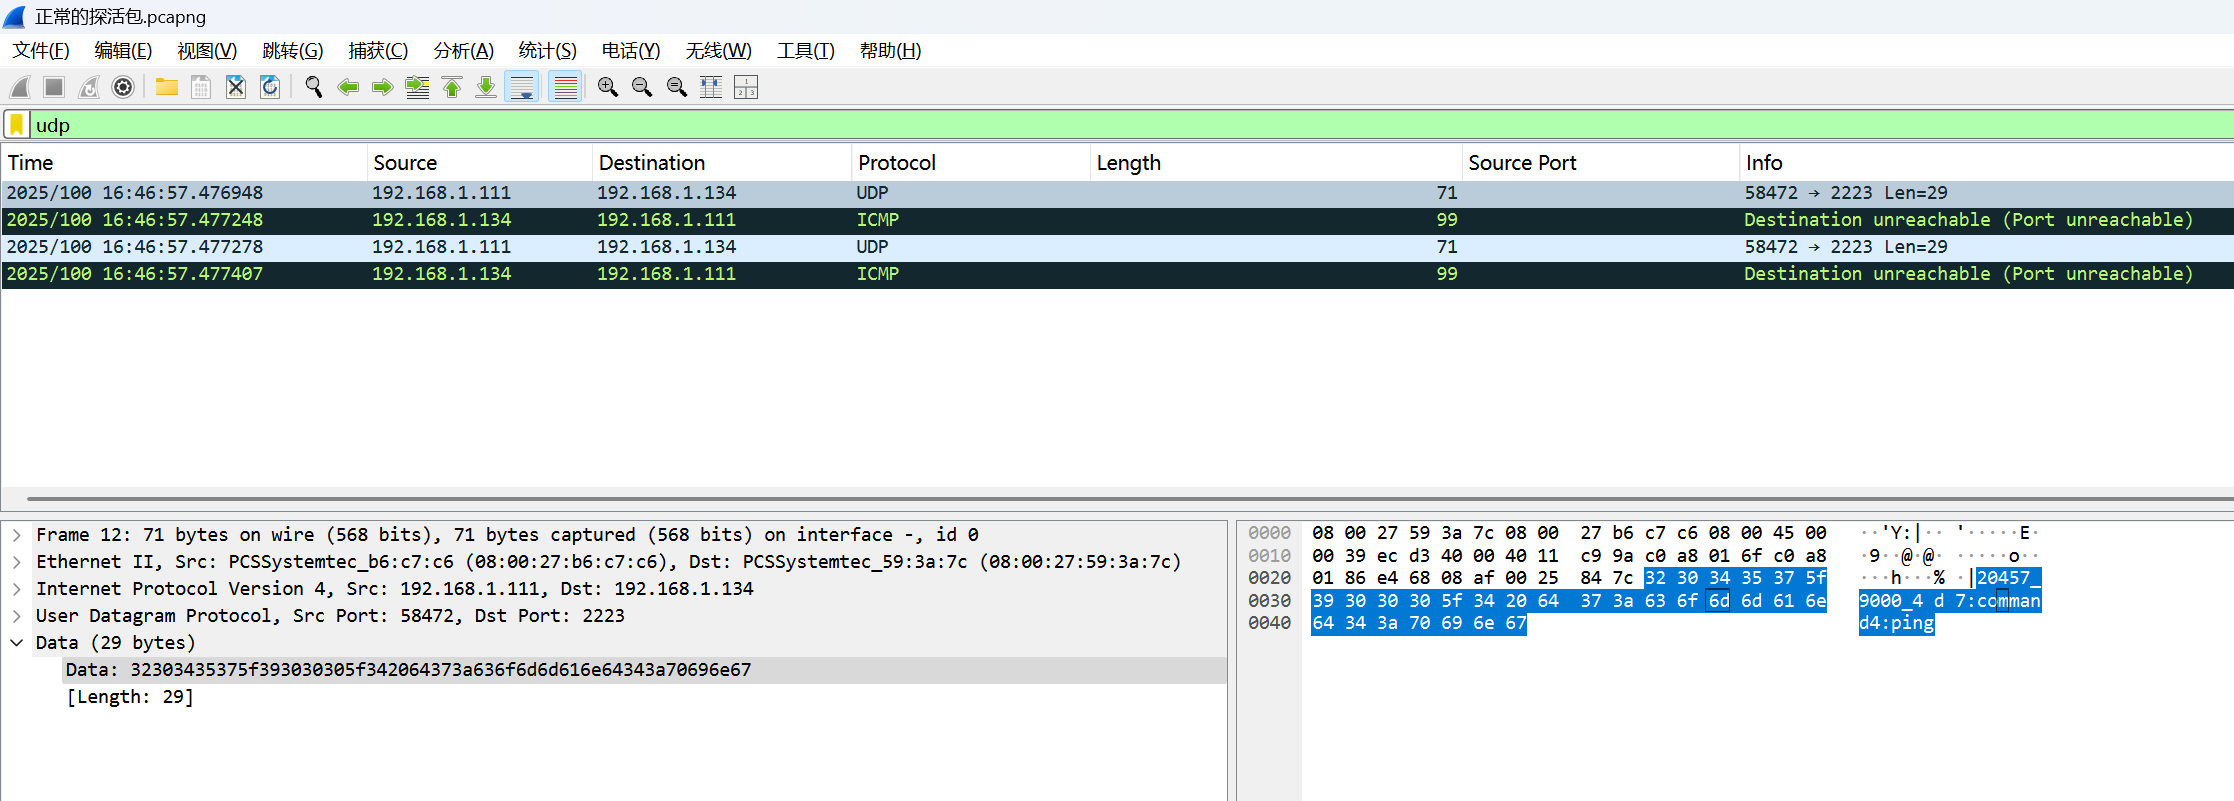 正常的探活包.pcapng
文件(F) 编辑(E) 视图(V) 跳转(G) 捕获(C) 分析(A) 统计(S) 电话(Y) 无线(W) 工具(T) 帮助(H)
udp
Time Source Destination Protocol Length Source Port Info
2025/100 16:46:57.476948 192.168.1.111 192.168.1.134 UDP 71 58472 → 2223 Len=29
2025/100 16:46:57.477248 192.168.1.134 192.168.1.111 ICMP 99 Destination unreachable (Port unreachable)
2025/100 16:46:57.477278 192.168.1.111 192.168.1.134 UDP 71 58472 → 2223 Len=29
2025/100 16:46:57.477407 192.168.1.134 192.168.1.111 ICMP 99 Destination unreachable (Port unreachable)
Frame 12: 71 bytes on wire (568 bits), 71 bytes captured (568 bits) on interface -, id 0
Ethernet II, Src: PCSSystemtec_b6:c7:c6 (08:00:27:b6:c7:c6), Dst: PCSSystemtec_59:3a:7c (08:00:27:59:3a:7c)
Internet Protocol Version 4, Src: 192.168.1.111, Dst: 192.168.1.134
User Datagram Protocol, Src Port: 58472, Dst Port: 2223
Data (29 bytes)
Data: 32303435375f393030305f342064373a636f6d6d616e64343a70696e67
[Length: 29]
0000 08 00 27 59 3a 7c 08 00 27 b6 c7 c6 08 00 45 00 ··'Y:|·· '·····E·
0010 00 39 ec d3 40 00 40 11 c9 9a c0 a8 01 6f c0 a8 ·9··@·@· ·····o··
0020 01 86 e4 68 08 af 00 25 84 7c 32 30 34 35 37 5f ···h···% ·|20457_
0030 39 30 30 30 5f 34 20 64 37 3a 63 6f 6d 6d 61 6e 9000_4 d 7:comman
0040 64 34 3a 70 69 6e 67 d4:ping